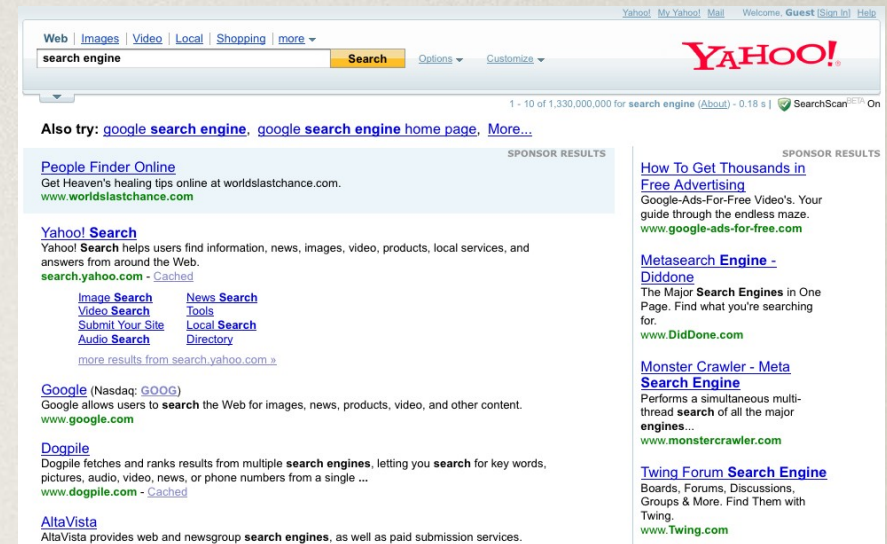 Yahoo! My Yahoo! Mail Welcome, Guest [Sign In] Help
Web | Images | Video | Local | Shopping | more
search engine Search Options Customize YAHOO!
1 - 10 of 1,330,000,000 for search engine (About) - 0.18 s | SearchScan BETA On
Also try: google search engine, google search engine home page, More...
SPONSOR RESULTS
People Finder Online
Get Heaven's healing tips online at worldslastchance.com.
www.worldslastchance.com
Yahoo! Search
Yahoo! Search helps users find information, news, images, video, products, local services, and
answers from around the Web.
search.yahoo.com - Cached
Image Search News Search
Video Search Tools
Submit Your Site Local Search
Audio Search Directory
more results from search.yahoo.com »
Google (Nasdaq: GOOG)
Google allows users to search the Web for images, news, products, video, and other content.
www.google.com
Dogpile
Dogpile fetches and ranks results from multiple search engines, letting you search for key words,
pictures, audio, video, news, or phone numbers from a single ...
www.dogpile.com - Cached
AltaVista
AltaVista provides web and newsgroup search engines, as well as paid submission services.
SPONSOR RESULTS
How To Get Thousands in
Free Advertising
Google-Ads-For-Free Video's. Your
guide through the endless maze.
www.google-ads-for-free.com
Metasearch Engine -
Diddone
The Major Search Engines in One
Page. Find what you're searching
for.
www.DidDone.com
Monster Crawler - Meta
Search Engine
Performs a simultaneous multi-
thread search of all the major
engines...
www.monstercrawler.com
Twing Forum Search Engine
Boards, Forums, Discussions,
Groups & More. Find Them with
Twing.
www.Twing.com